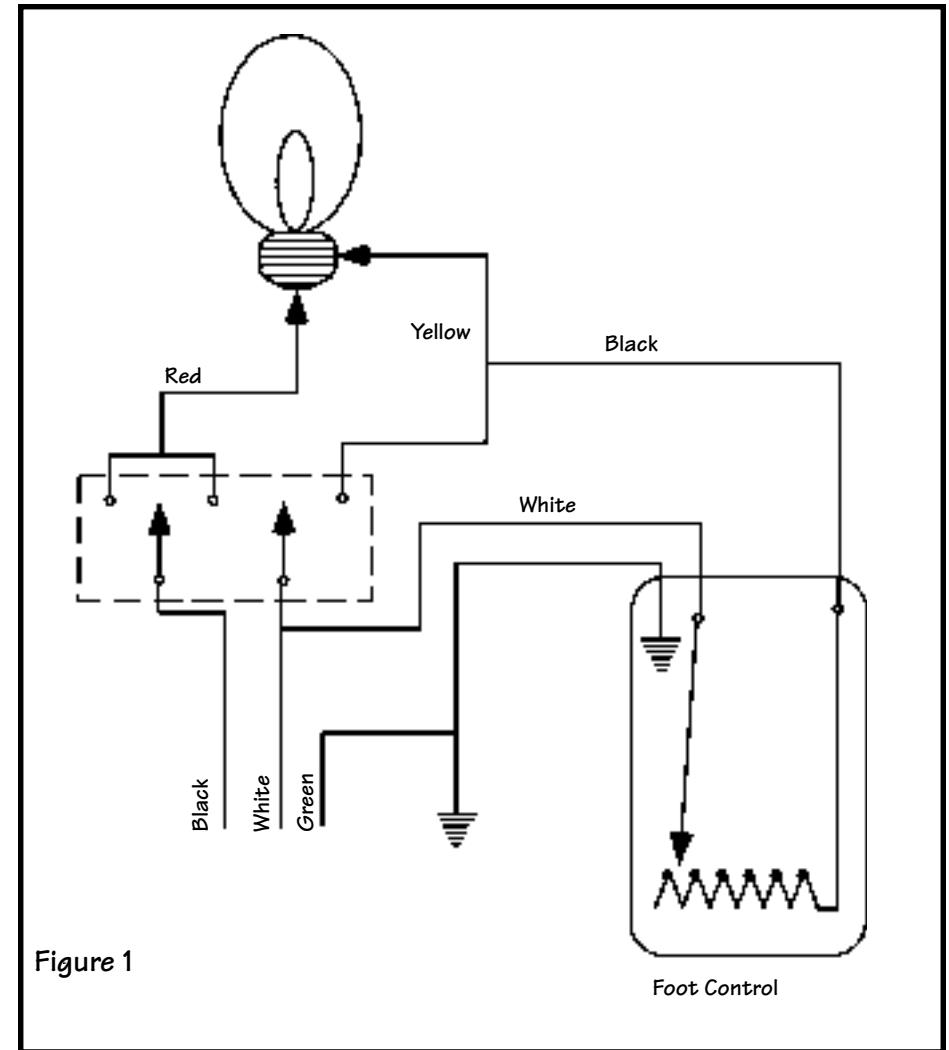 Yellow
Black
Red
White
Black
White
Green
Figure 1
Foot Control